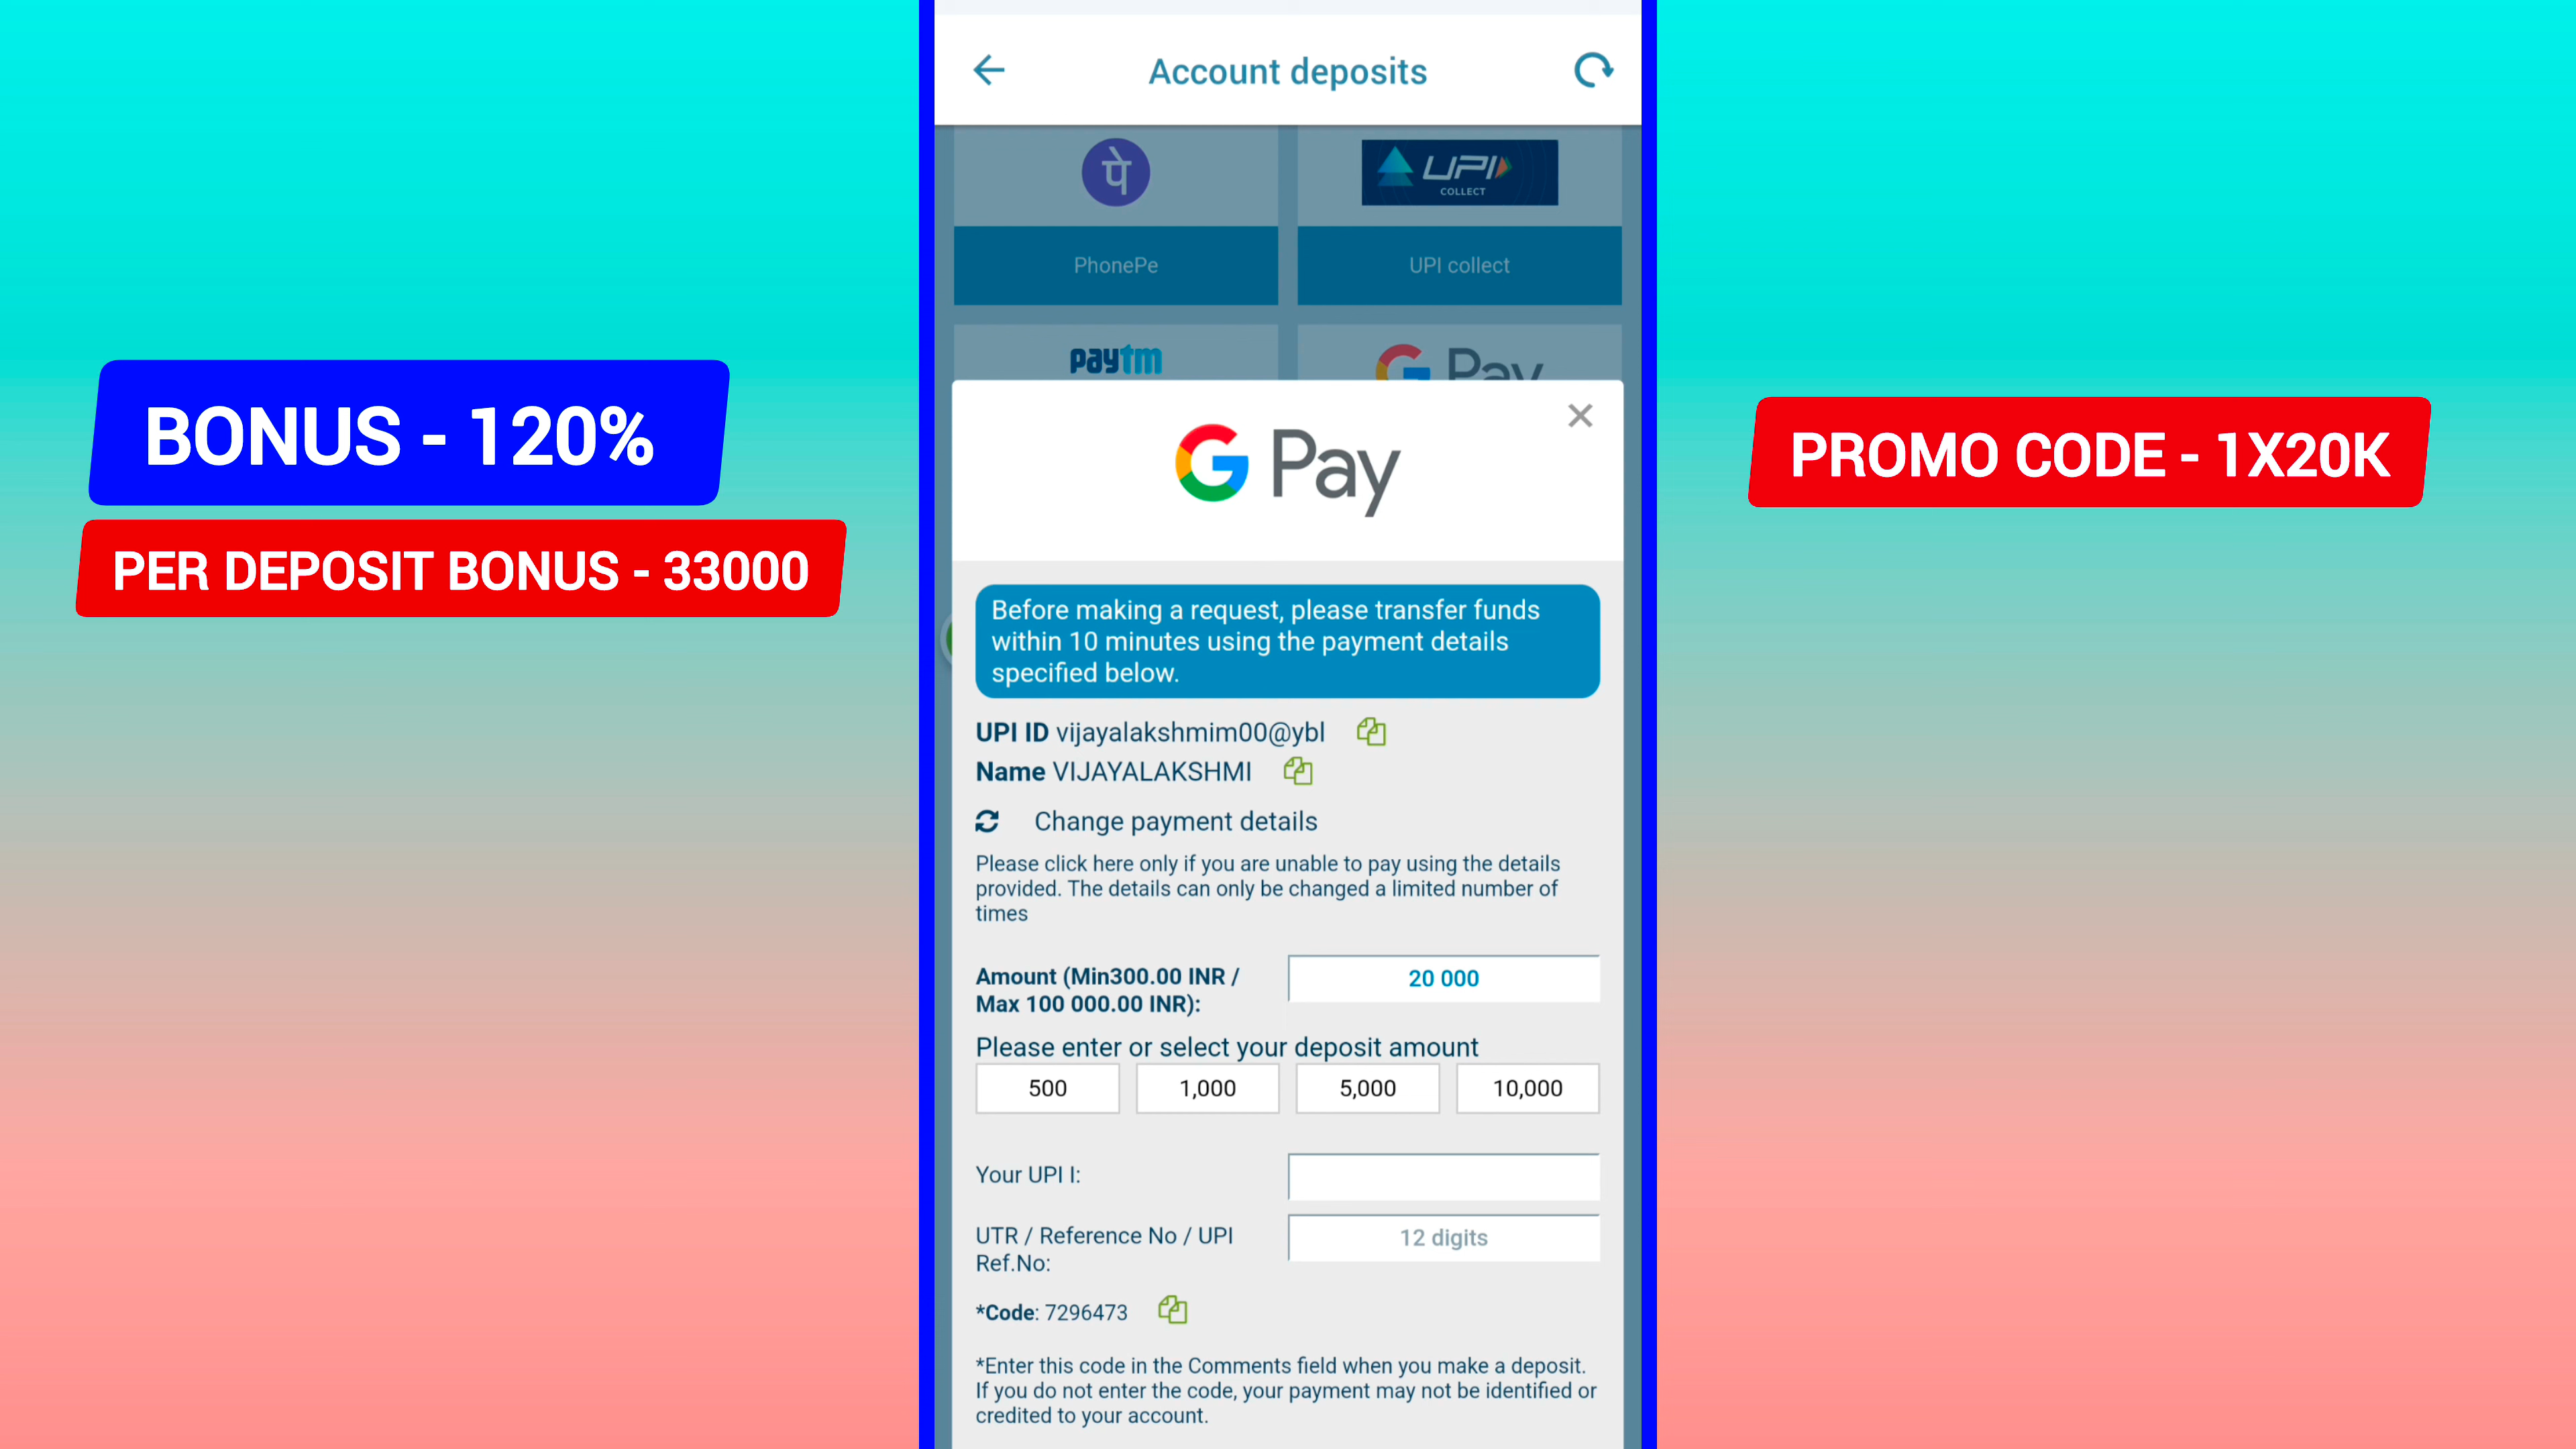 Account deposits
पे
UPI
COLLECT
PhonePe
UPI collect
paytm
G Pay
BONUS - 120%
PER DEPOSIT BONUS - 33000
PROMO CODE - 1X20K
G Pay
Before making a request, please transfer funds
within 10 minutes using the payment details
specified below.
UPI ID vijayalakshmim00@ybl
Name VIJAYALAKSHMI
Change payment details
Please click here only if you are unable to pay using the details
provided. The details can only be changed a limited number of
times
Amount (Min300.00 INR /
Max 100 000.00 INR):
20 000
Please enter or select your deposit amount
500
1,000
5,000
10,000
Your UPI I:
UTR / Reference No / UPI
Ref.No:
12 digits
*Code: 7296473
*Enter this code in the Comments field when you make a deposit.
If you do not enter the code, your payment may not be identified or
credited to your account.